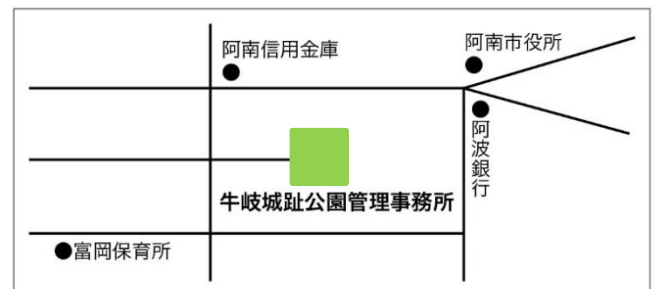 阿南信用金庫
阿南市役所
阿波銀行
牛岐城趾公園管理事務所
富岡保育所